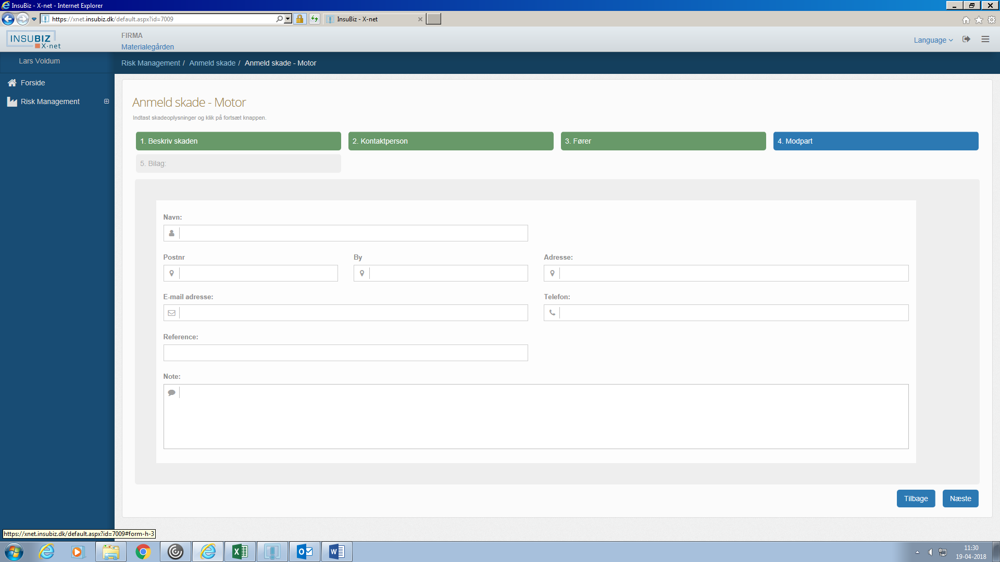 InsuBiz - X-net - Internet Explorer
https://xnet.insubiz.dk/default.aspx?id=7009
InsuBiz - X-net
INSUBIZ
X·net
FIRMA
Materialegården
Language
Lars Voldum
Risk Management / Anmeld skade / Anmeld skade - Motor
Forside
Risk Management
Anmeld skade - Motor
Indtast skadeoplysninger og klik på fortsæt knappen.
1. Beskriv skaden
2. Kontaktperson
3. Fører
4. Modpart
5. Bilag:
Navn:
Postnr
By
Adresse:
E-mail adresse:
Telefon:
Reference:
Note:
Tilbage
Næste
https://xnet.insubiz.dk/default.aspx?id=7009#form-h-3
11:30
19-04-2018